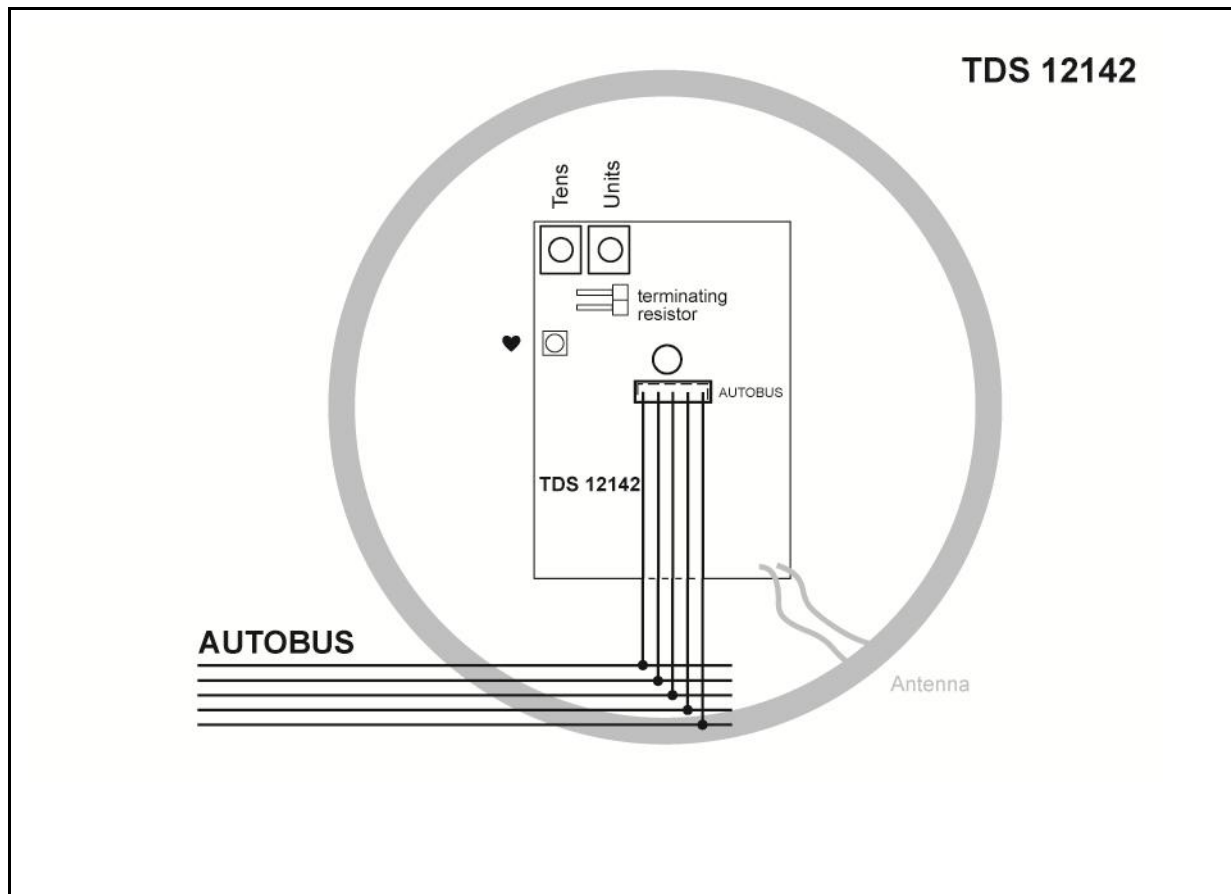 TDS 12142
Tens
Units
terminating
resistor
AUTOBUS
TDS 12142
AUTOBUS
Antenna